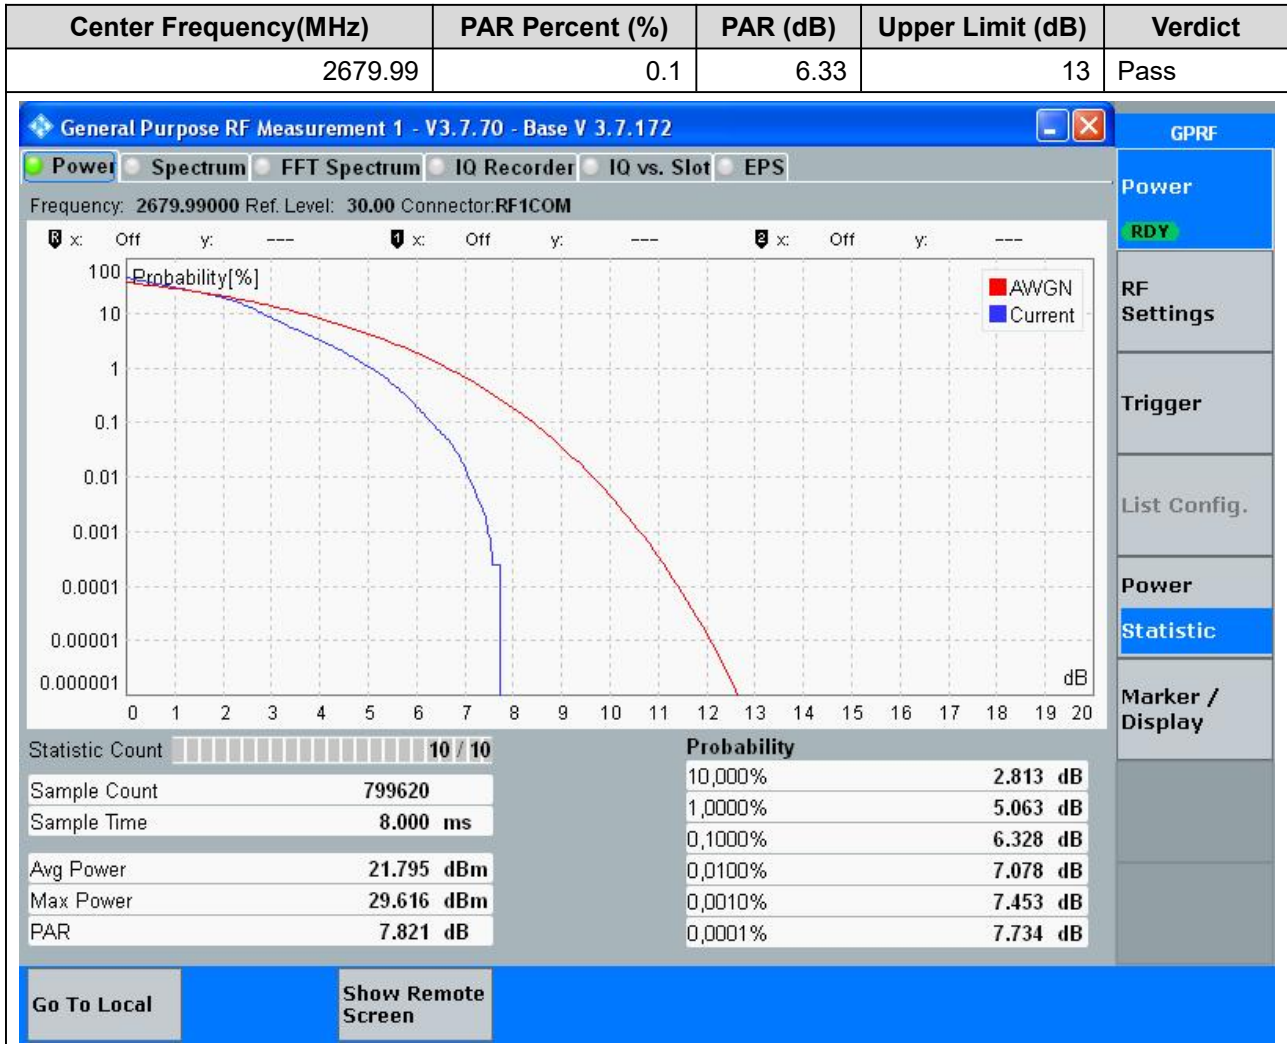 Center Frequency(MHz) PAR Percent (%) PAR (dB) Upper Limit (dB) Verdict
2679.99 0.1 6.33 13 Pass
General Purpose RF Measurement 1 - V3.7.70 - Base V 3.7.172
GPRF
Power Spectrum FFT Spectrum IQ Recorder IQ vs. Slot EPS
Frequency: 2679.99000 Ref. Level: 30.00 Connector:RF1COM
R x: Off y: --- 1 x: Off y: --- 2 x: Off y: ---
Probability[%]
AWGN
Current
100
10
1
0.1
0.01
0.001
0.0001
0.00001
0.000001
dB
0 1 2 3 4 5 6 7 8 9 10 11 12 13 14 15 16 17 18 19 20
Statistic Count 10 / 10
Sample Count 799620
Sample Time 8.000 ms
Avg Power 21.795 dBm
Max Power 29.616 dBm
PAR 7.821 dB
Probability
10,000% 2.813 dB
1,0000% 5.063 dB
0,1000% 6.328 dB
0,0100% 7.078 dB
0,0010% 7.453 dB
0,0001% 7.734 dB
Power
RDY
RF
Settings
Trigger
List Config.
Power
Statistic
Marker /
Display
Go To Local
Show Remote
Screen